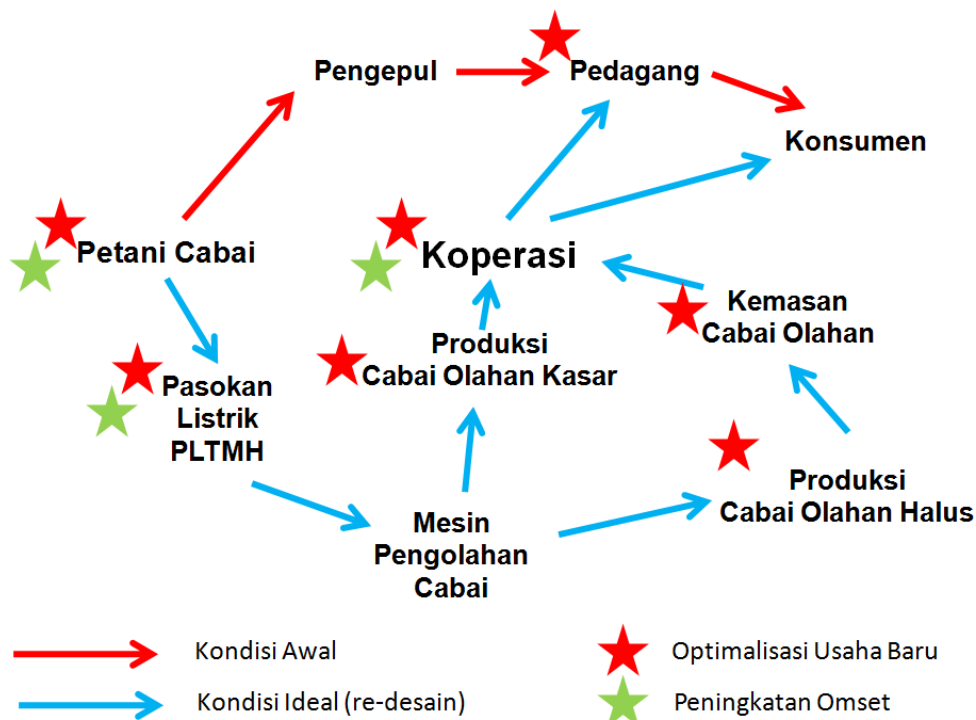 Pengepul
Pedagang
Konsumen
Petani Cabai
Koperasi
Kemasan
Cabai Olahan
Produksi
Cabai Olahan Kasar
Pasokan
Listrik
PLTMH
Produksi
Cabai Olahan Halus
Mesin
Pengolahan
Cabai
Kondisi Awal
Optimalisasi Usaha Baru
Kondisi Ideal (re-desain)
Peningkatan Omset